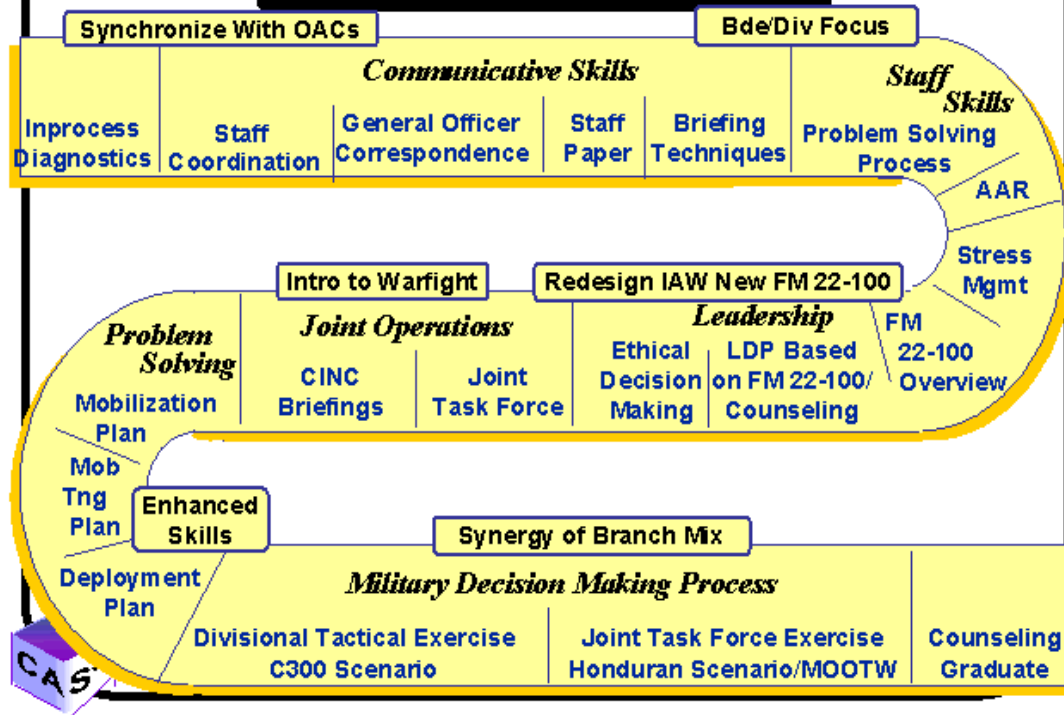 Synchronize With OACs
Bde/Div Focus
Communicative Skills
Staff
Skills
Inprocess
Diagnostics
Staff
Coordination
General Officer
Correspondence
Staff
Paper
Briefing
Techniques
Problem Solving
Process
AAR
Stress
Mgmt
FM
22-100
Overview
Redesign IAW New FM 22-100
Leadership
LDP Based
on FM 22-100/
Counseling
Ethical
Decision
Making
Intro to Warfight
Joint Operations
Joint
Task Force
CINC
Briefings
Problem
Solving
Mobilization
Plan
Mob
Tng
Plan
Deployment
Plan
Enhanced
Skills
Synergy of Branch Mix
Military Decision Making Process
Divisional Tactical Exercise
C300 Scenario
Joint Task Force Exercise
Honduran Scenario/MOOTW
Counseling
Graduate
CAS